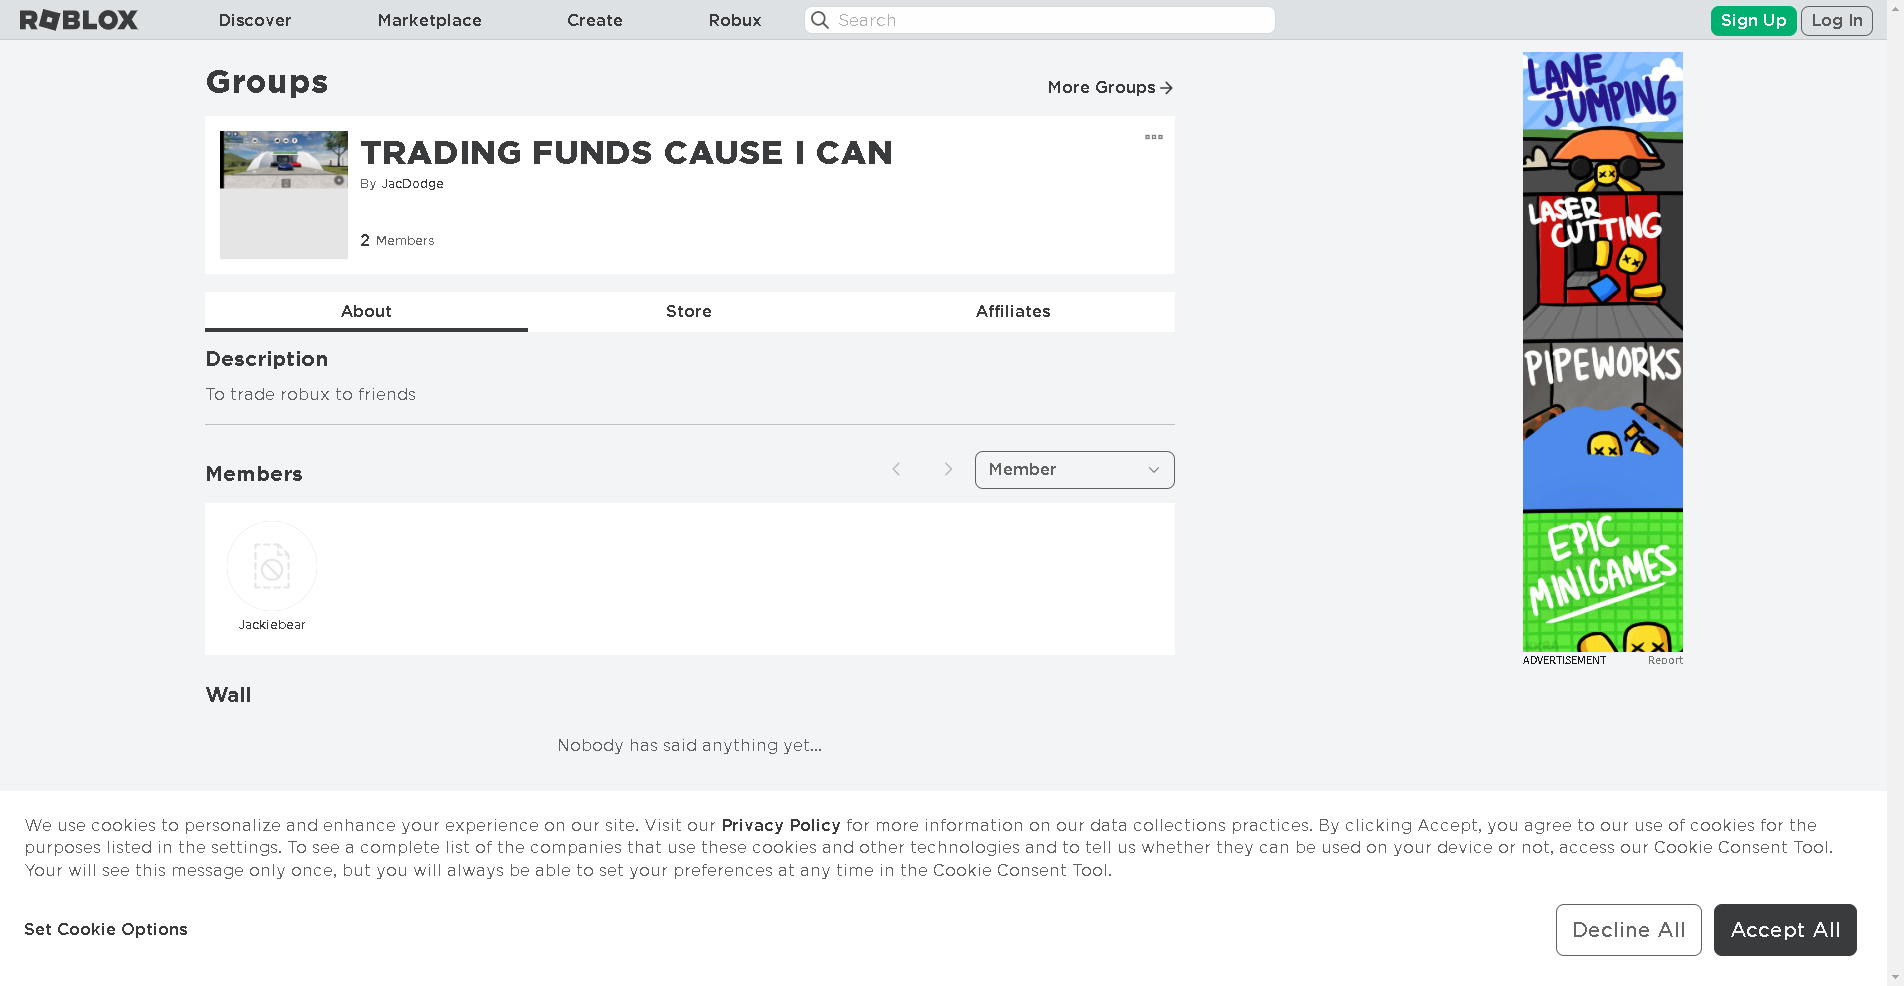 ROBLOX Discover Marketplace Create Robux Search Sign Up Log In
Groups
More Groups
TRADING FUNDS CAUSE I CAN
By JacDodge
2 Members
About Store Affiliates
Description
To trade robux to friends
Members
Member
Jackiebear
Wall
Nobody has said anything yet...
LANE
JUMPING
LASER
CUTTING
PIPEWORKS
EPIC
MINIGAMES
ADVERTISEMENT Report
We use cookies to personalize and enhance your experience on our site. Visit our Privacy Policy for more information on our data collections practices. By clicking Accept, you agree to our use of cookies for the
purposes listed in the settings. To see a complete list of the companies that use these cookies and other technologies and to tell us whether they can be used on your device or not, access our Cookie Consent Tool.
Your will see this message only once, but you will always be able to set your preferences at any time in the Cookie Consent Tool.
Set Cookie Options
Decline All
Accept All